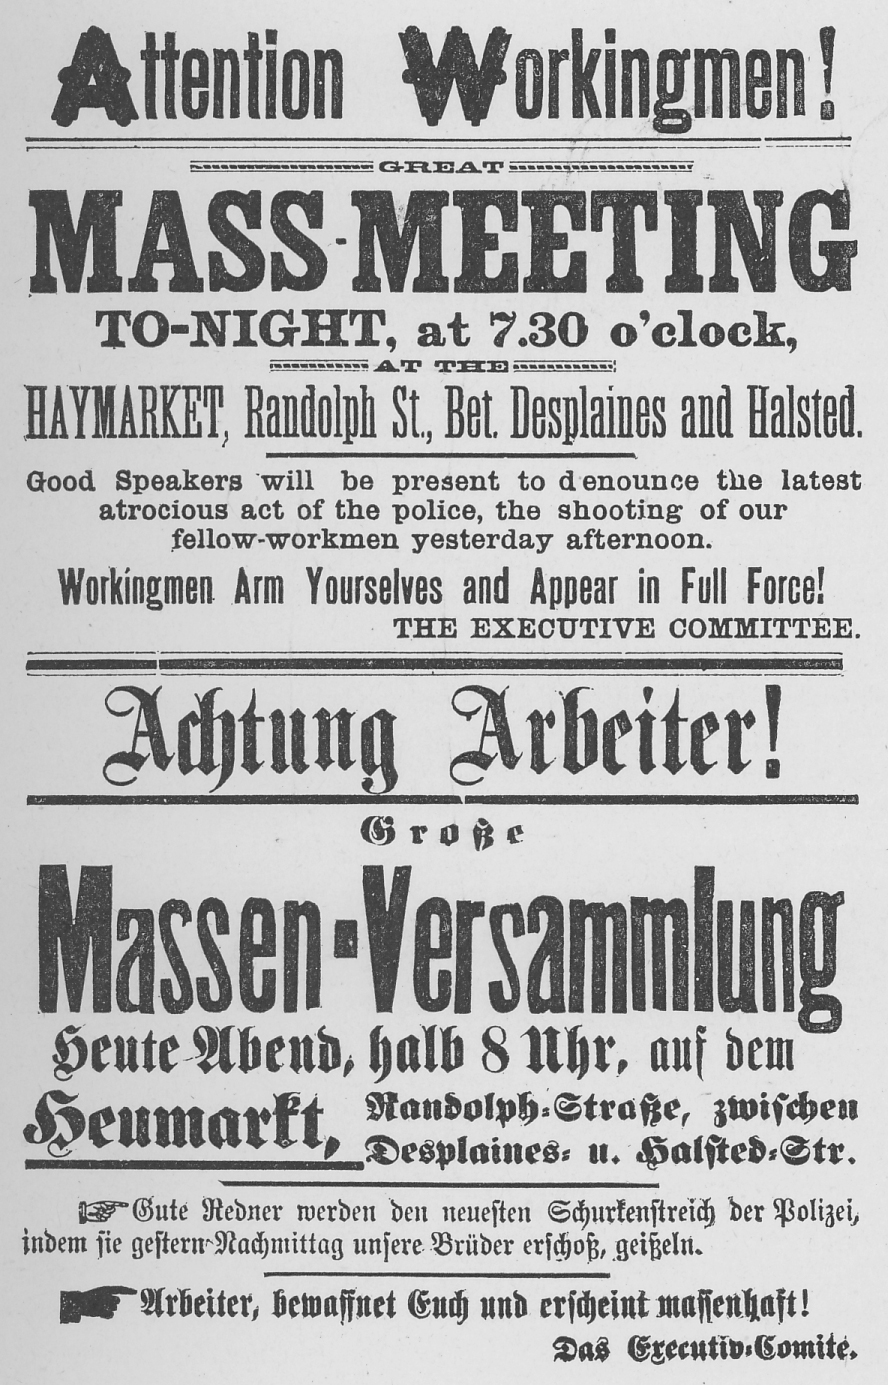 Attention Workingmen!
GREAT
MASS-MEETING
TO-NIGHT, at 7.30 o'clock,
AT THE
HAYMARKET, Randolph St., Bet. Desplaines and Halsted.
Good Speakers will be present to denounce the latest
atrocious act of the police, the shooting of our
fellow-workmen yesterday afternoon.
Workingmen Arm Yourselves and Appear in Full Force!
THE EXECUTIVE COMMITTEE.
Achtung Arbeiter!
Große
Massen-Versammlung
Heute Abend, halb 8 Uhr, auf dem
Heumarkt, Randolph-Straße, zwischen
Desplaines- u. Halsted-Str.
☞ Gute Redner werden den neuesten Schurkenstreich der Polizei,
indem sie gestern Nachmittag unsere Brüder erschoß, geißeln.
☛ Arbeiter, bewaffnet Euch und erscheint massenhaft!
Das Executiv-Comite.